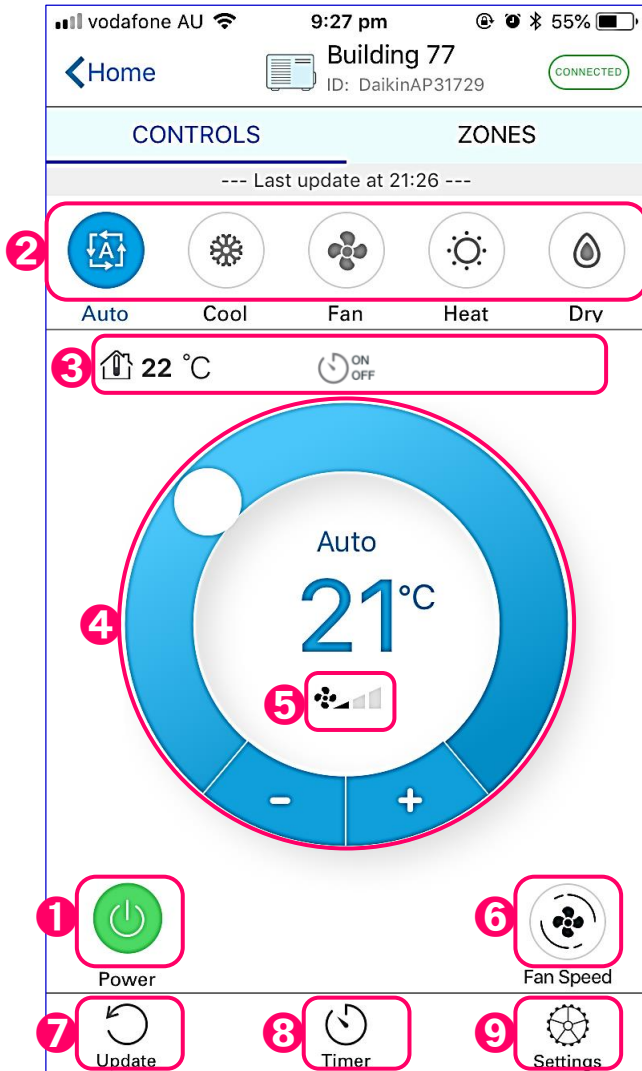 vodafone AU 9:27 pm 55%
Home
Building 77
ID: DaikinAP31729
CONNECTED
CONTROLS ZONES
--- Last update at 21:26 ---
2
A
Auto Cool Fan Heat Dry
3 22 °C ON
OFF
Auto
21°C
4
5
- +
1 6
Power Fan Speed
7 8 9
Update Timer Settings